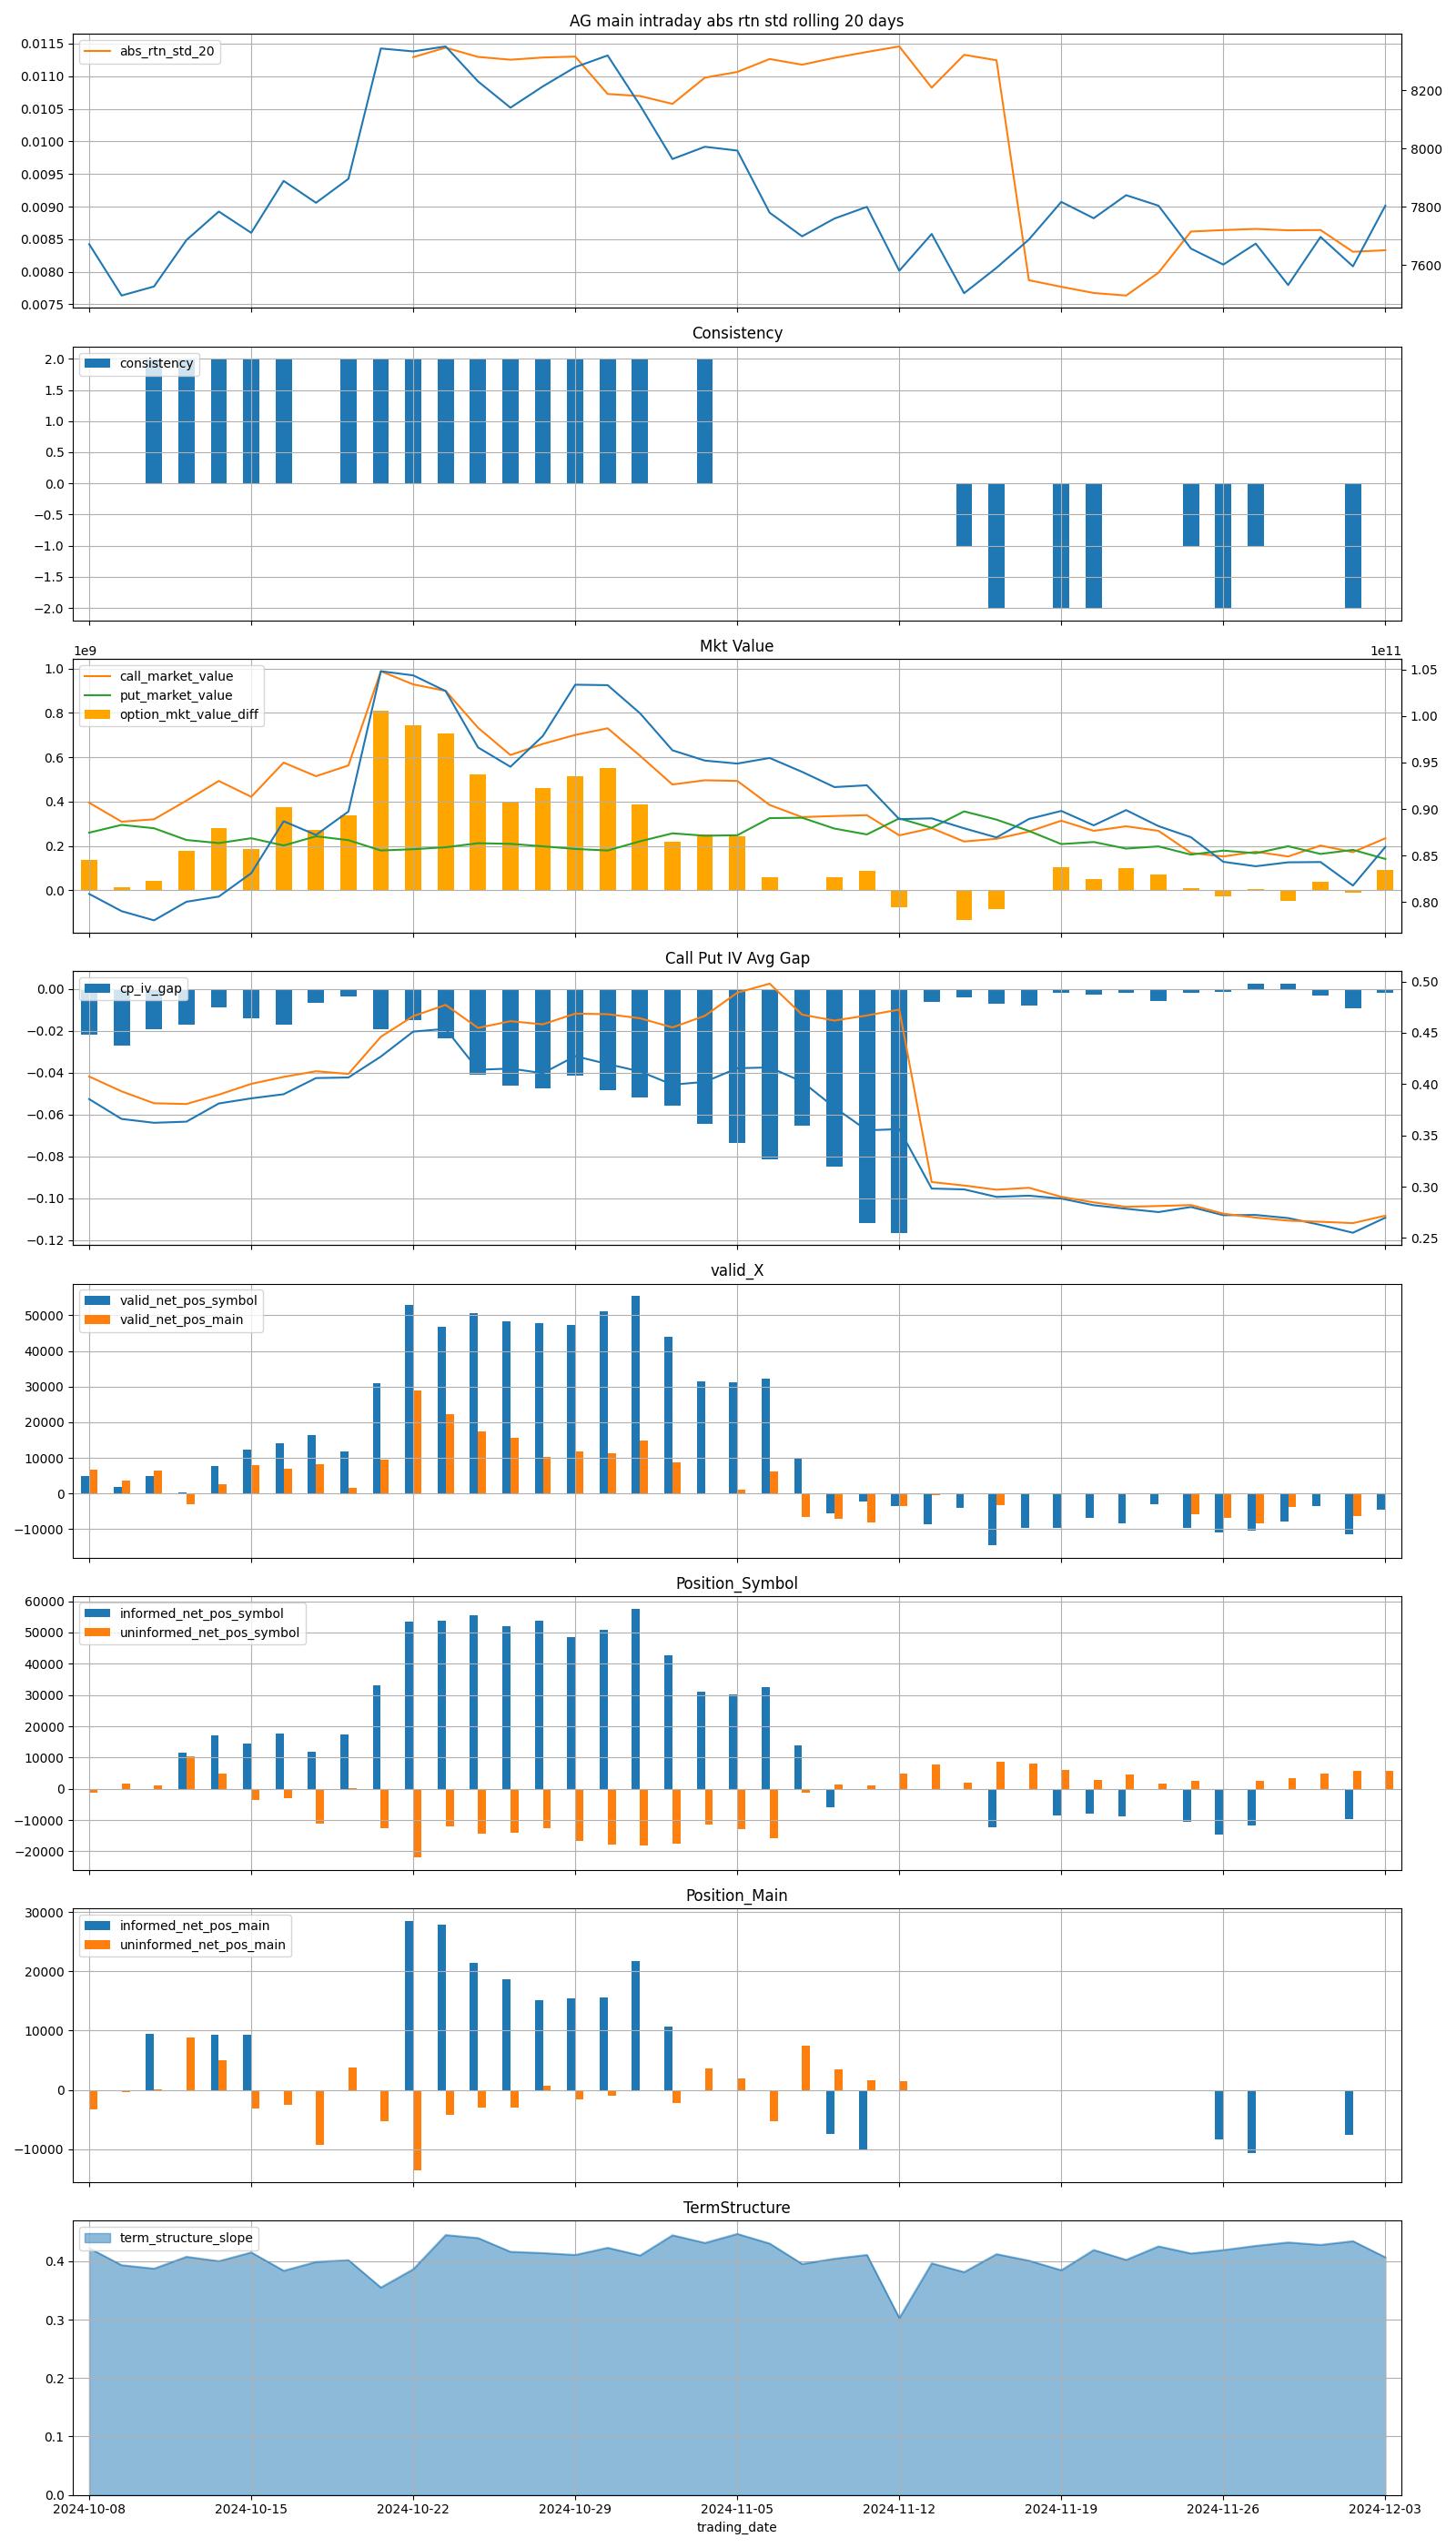 AG main intraday abs rtn std rolling 20 days
abs_rtn_std_20
0.0115
0.0110
0.0105
0.0100
0.0095
0.0090
0.0085
0.0080
0.0075
8200
8000
7800
7600
Consistency
consistency
2.0
1.5
1.0
0.5
0.0
−0.5
−1.0
−1.5
−2.0
Mkt Value
1e9
1e11
call_market_value
put_market_value
option_mkt_value_diff
1.0
0.8
0.6
0.4
0.2
0.0
1.05
1.00
0.95
0.90
0.85
0.80
Call Put IV Avg Gap
cp_iv_gap
0.00
−0.02
−0.04
−0.06
−0.08
−0.10
−0.12
0.50
0.45
0.40
0.35
0.30
0.25
valid_X
valid_net_pos_symbol
valid_net_pos_main
50000
40000
30000
20000
10000
0
−10000
Position_Symbol
informed_net_pos_symbol
uninformed_net_pos_symbol
60000
50000
40000
30000
20000
10000
0
−10000
−20000
Position_Main
informed_net_pos_main
uninformed_net_pos_main
30000
20000
10000
0
−10000
TermStructure
term_structure_slope
0.4
0.3
0.2
0.1
0.0
2024-10-08 2024-10-15 2024-10-22 2024-10-29 2024-11-05 2024-11-12 2024-11-19 2024-11-26 2024-12-03
trading_date